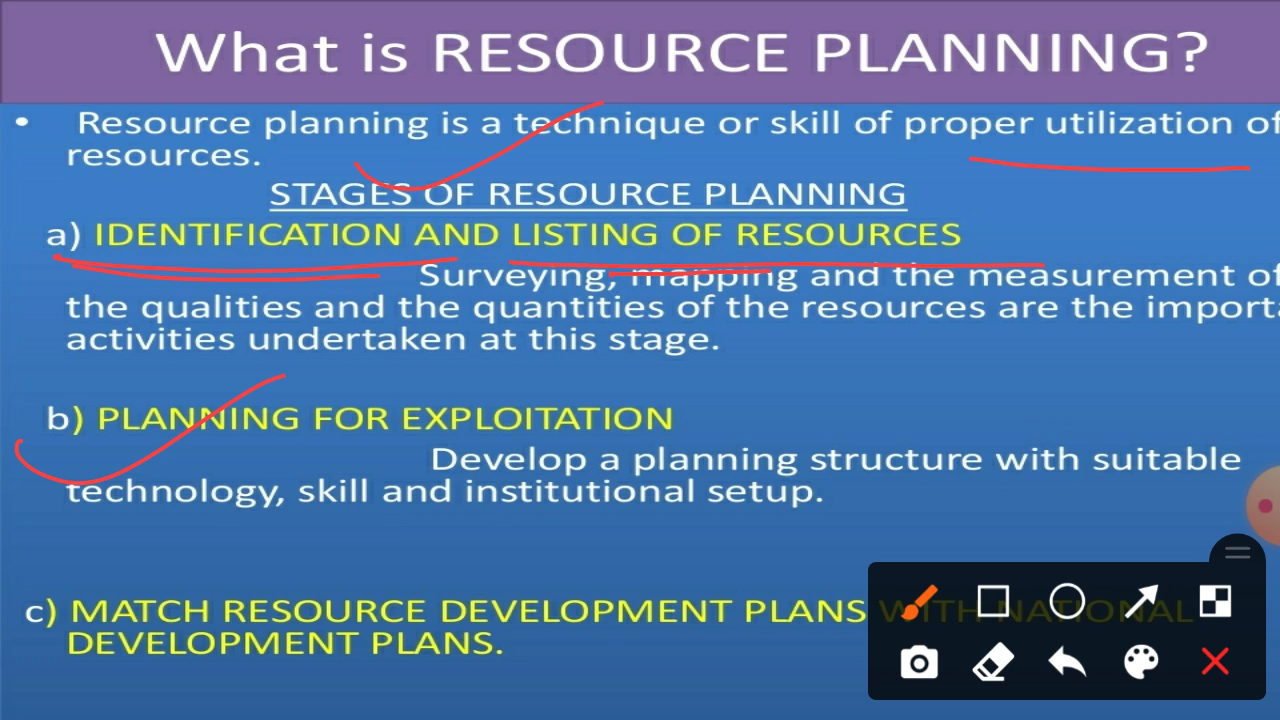 What is RESOURCE PLANNING?
• Resource planning is a technique or skill of proper utilization of
resources.
STAGES OF RESOURCE PLANNING
a) IDENTIFICATION AND LISTING OF RESOURCES
Surveying, mapping and the measurement of
the qualities and the quantities of the resources are the importa
activities undertaken at this stage.
b) PLANNING FOR EXPLOITATION
Develop a planning structure with suitable
technology, skill and institutional setup.
c) MATCH RESOURCE DEVELOPMENT PLANS WITH NATIONAL
DEVELOPMENT PLANS.